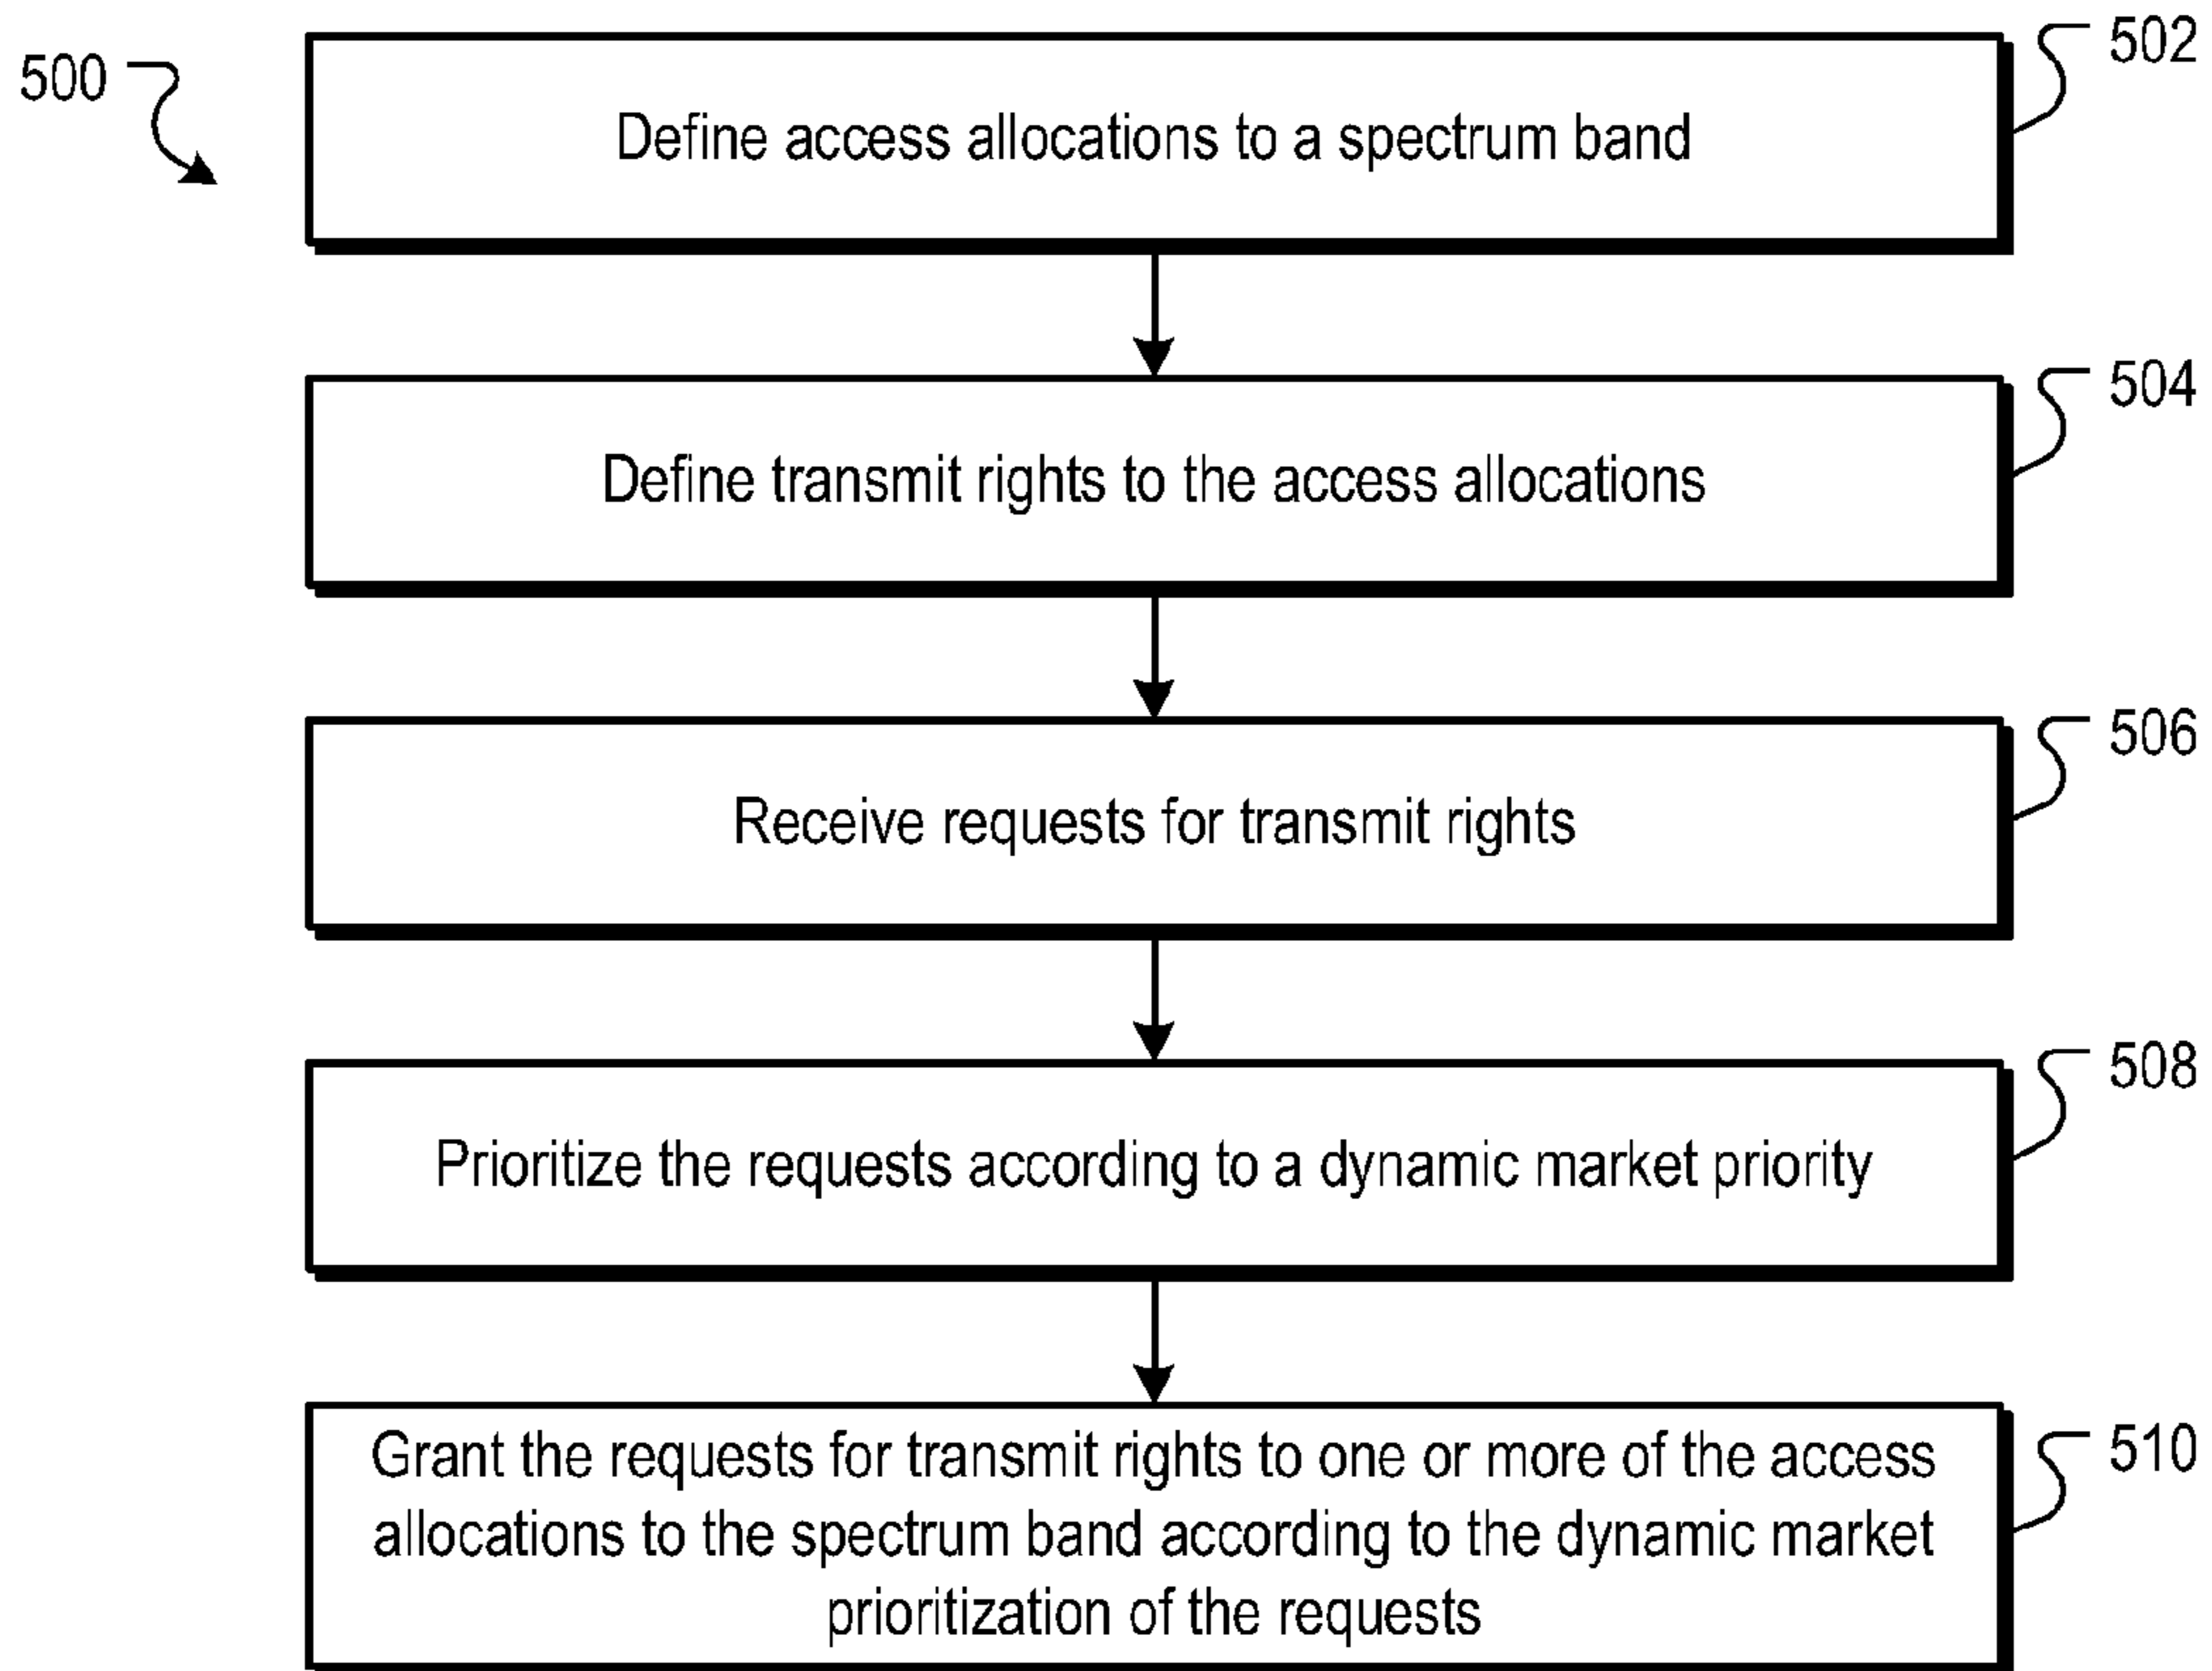 500
502
Define access allocations to a spectrum band
504
Define transmit rights to the access allocations
506
Receive requests for transmit rights
508
Prioritize the requests according to a dynamic market priority
510
Grant the requests for transmit rights to one or more of the access
allocations to the spectrum band according to the dynamic market
prioritization of the requests